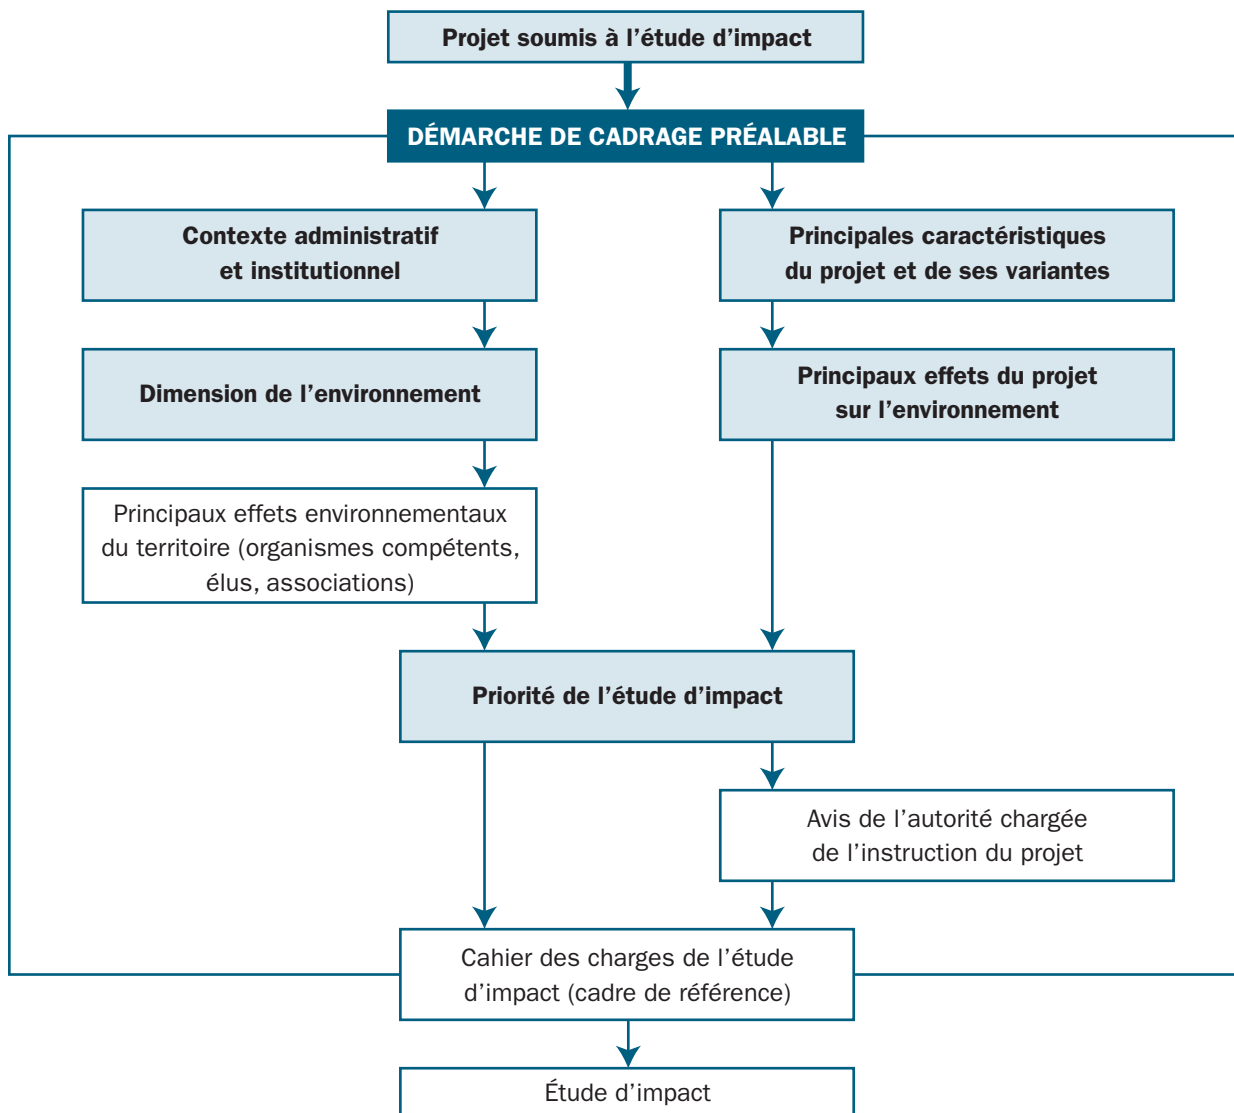 Projet soumis à l’étude d’impact
DÉMARCHE DE CADRAGE PRÉALABLE
Contexte administratif
et institutionnel
Principales caractéristiques
du projet et de ses variantes
Dimension de l’environnement
Principaux effets du projet
sur l’environnement
Principaux effets environnementaux
du territoire (organismes compétents,
élus, associations)
Priorité de l’étude d’impact
Avis de l’autorité chargée
de l’instruction du projet
Cahier des charges de l’étude
d’impact (cadre de référence)
Étude d’impact